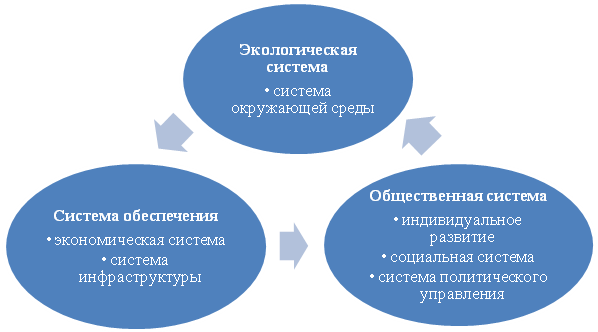 Экологическая
система
• система
окружающей среды
Система обеспечения
• экономическая система
• система
инфраструктуры
Общественная система
• индивидуальное
развитие
• социальная система
• система политического
управления